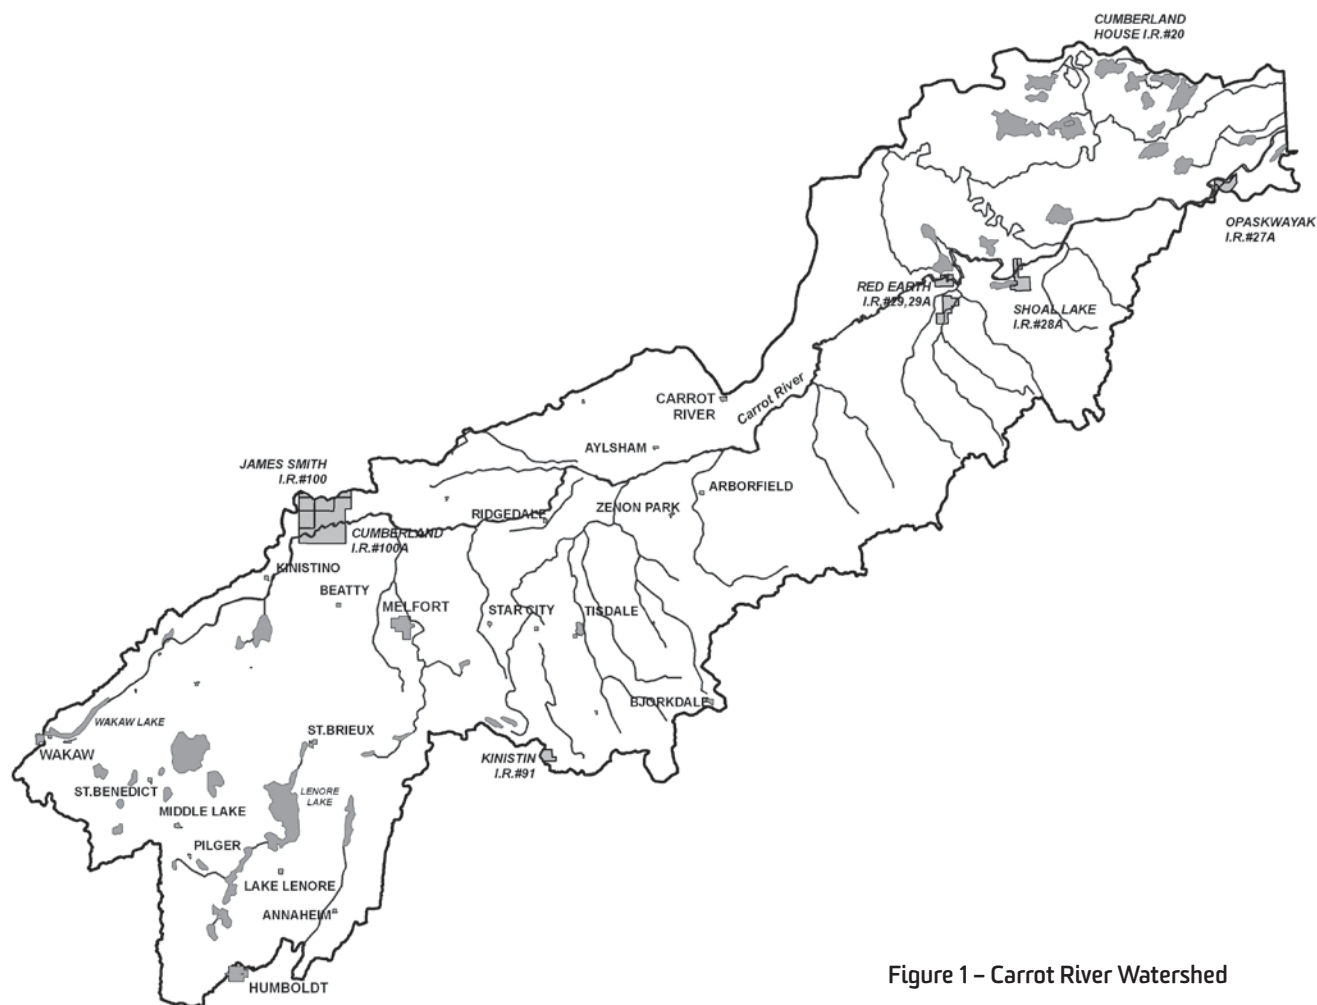 CUMBERLAND
HOUSE I.R.#20
OPASKWAYAK
I.R.#27A
RED EARTH
I.R.#29,29A
SHOAL LAKE
I.R.#28A
CARROT
RIVER
Carrot River
AYLSHAM
JAMES SMITH
I.R.#100
ARBORFIELD
ZENON PARK
RIDGEDALE
CUMBERLAND
I.R.#100A
KINISTINO
BEATTY
MELFORT
STAR CITY
TISDALE
BJORKDALE
WAKAW LAKE
WAKAW
ST.BRIEUX
KINISTIN
I.R.#91
ST.BENEDICT
LENORE
LAKE
MIDDLE LAKE
PILGER
LAKE LENORE
ANNAHEIM
HUMBOLDT
Figure 1 – Carrot River Watershed